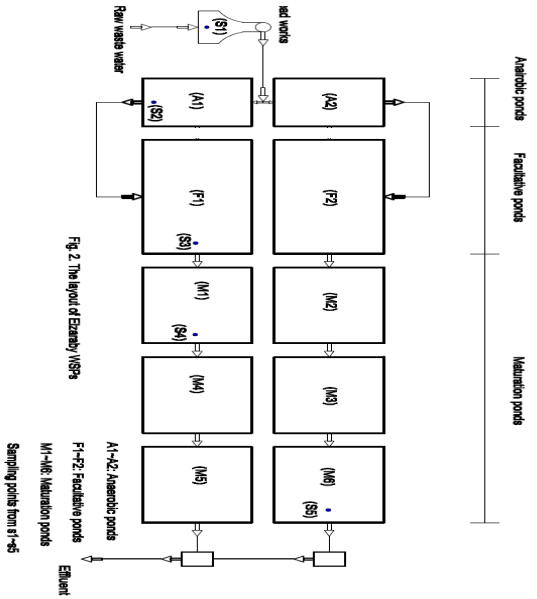 Anairobic ponds
Facultative ponds
Maturation ponds
ead works
(S1)
Raw waste water
(A2)
(A1)
(S2)
(F2)
(F1)
(S3)
(M2)
(M1)
(S4)
(M3)
(M4)
(M6)
(S5)
(M5)
Effluent
A1~A2: Anaerobic ponds
F1~F2: Facultative ponds
M1~M6: Maturation ponds
Sampling points from s1~s5
Fig. 2. The layout of Elzaraby WSPs